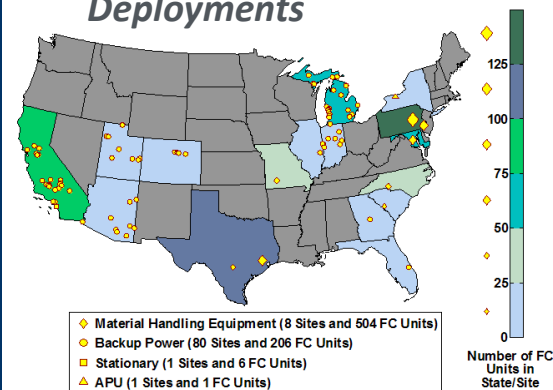 Deployments
125
100
75
50
25
0
Number of FC
Units in
State/Site
Material Handling Equipment (8 Sites and 504 FC Units)
Backup Power (80 Sites and 206 FC Units)
Stationary (1 Sites and 6 FC Units)
APU (1 Sites and 1 FC Units)